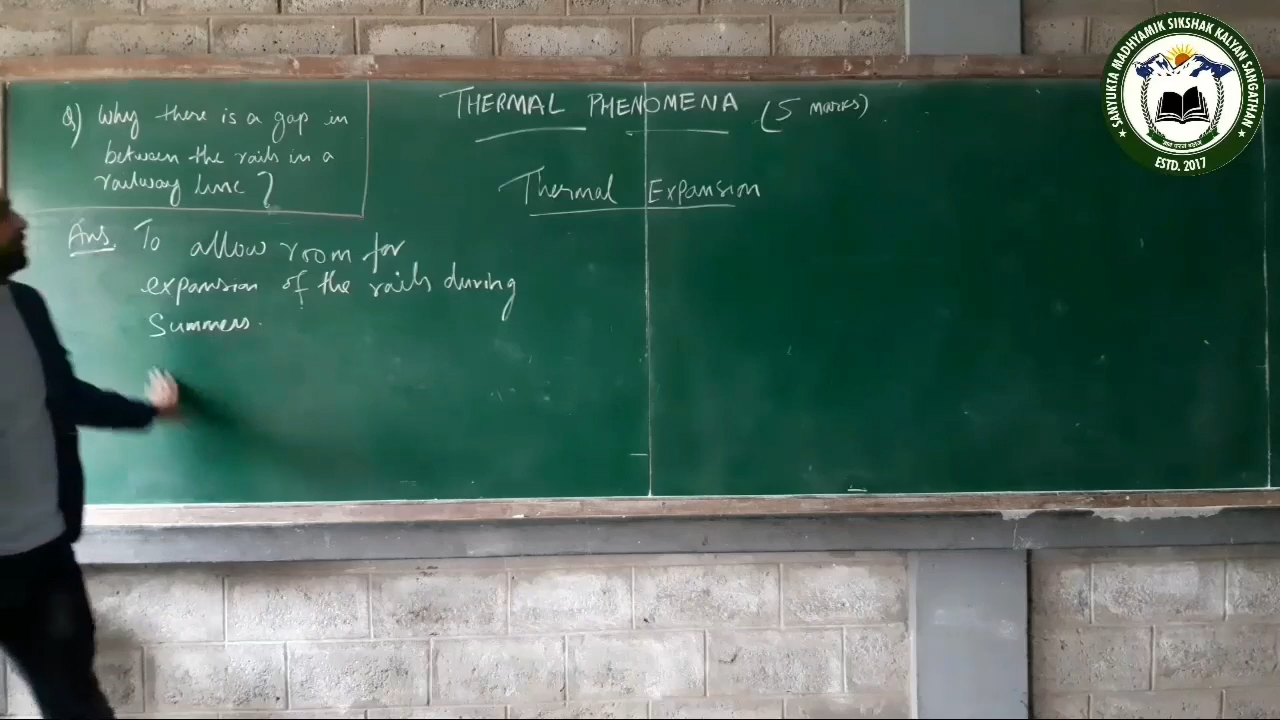 THERMAL PHENOMENA (5 marks)
Thermal Expansion
Q) Why there is a gap in
between the rails in a
railway line?
Ans. To allow room for
expansion of the rails during
Summers.
SANYUKTA MADHYAMIK SIKSHAK KALYAN SANGATHAN
ESTD. 2017